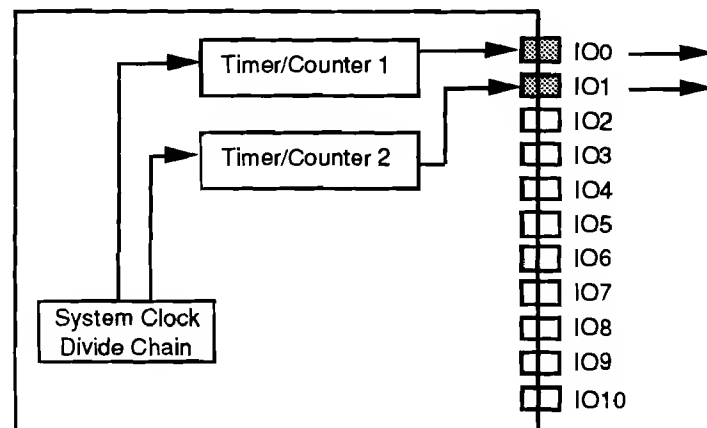 Timer/Counter 1
Timer/Counter 2
System Clock
Divide Chain
IO0
IO1
IO2
IO3
IO4
IO5
IO6
IO7
IO8
IO9
IO10